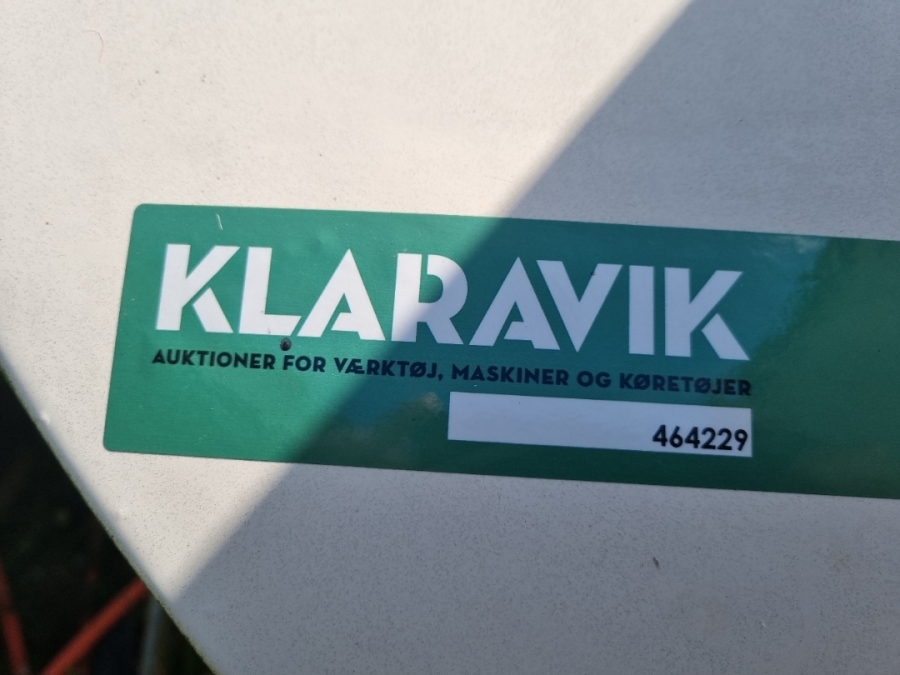 KLARAVIK
AUKTIONER FOR VÆRKTØJ, MASKINER OG KØRETØJER
464229